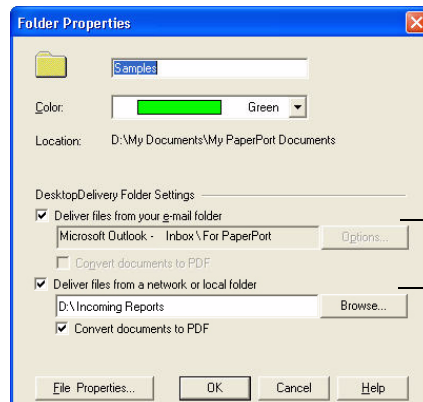 Folder Properties
Samples
Color: Green
Location: D:\My Documents\My PaperPort Documents
DesktopDelivery Folder Settings
Deliver files from your e-mail folder
Microsoft Outlook - Inbox\For PaperPort Options...
Convert documents to PDF
Deliver files from a network or local folder
D:\Incoming Reports Browse...
Convert documents to PDF
File Properties... OK Cancel Help